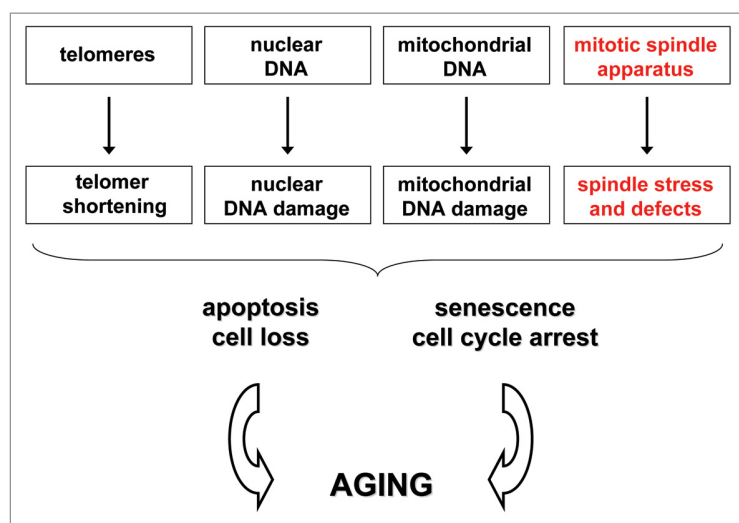 telomeres
nuclear
DNA
mitochondrial
DNA
mitotic spindle
apparatus
telomer
shortening
nuclear
DNA damage
mitochondrial
DNA damage
spindle stress
and defects
apoptosis
cell loss
senescence
cell cycle arrest
AGING